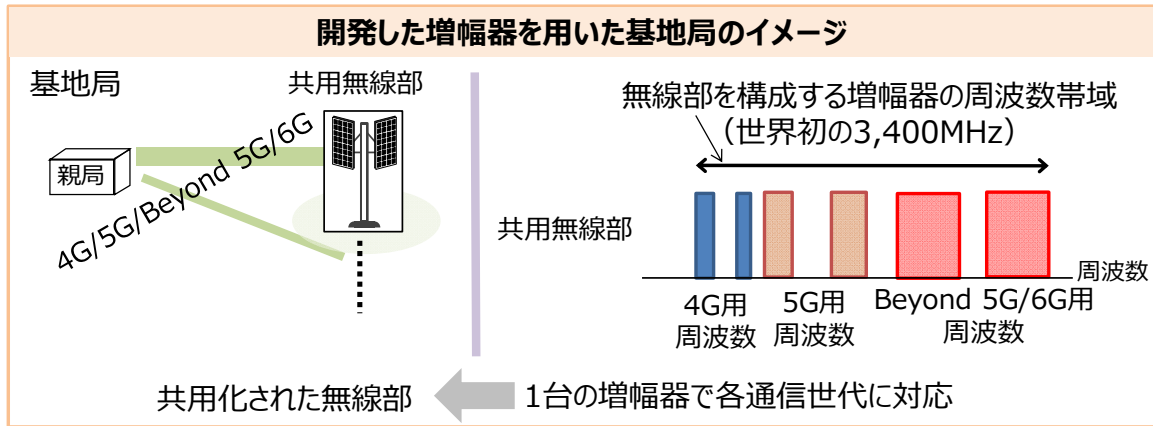 開発した増幅器を用いた基地局のイメージ
基地局
共用無線部
親局
4G/5G/Beyond 5G/6G
無線部を構成する増幅器の周波数帯域
（世界初の3,400MHz）
共用無線部
周波数
4G用
周波数
5G用
周波数
Beyond 5G/6G用
周波数
共用化された無線部
1台の増幅器で各通信世代に対応